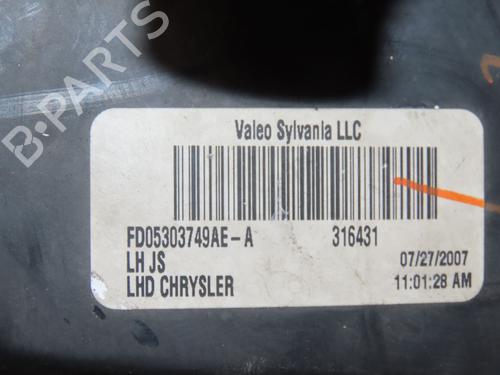 B-PARTS
Valeo Sylvania LLC
FD05303749AE-A 316431
LH JS 07/27/2007
LHD CHRYSLER 11:01:28 AM